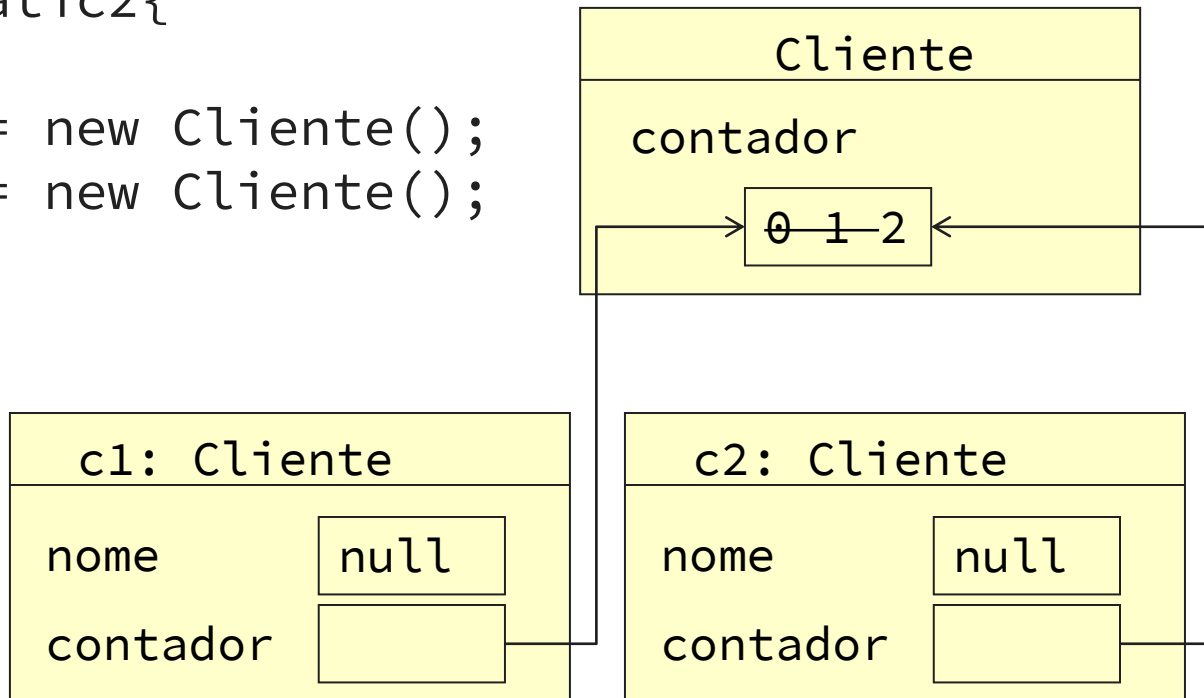 = new Cliente();
= new Cliente();
Cliente
contador
0 1 2
c1: Cliente
nome null
contador
c2: Cliente
nome null
contador